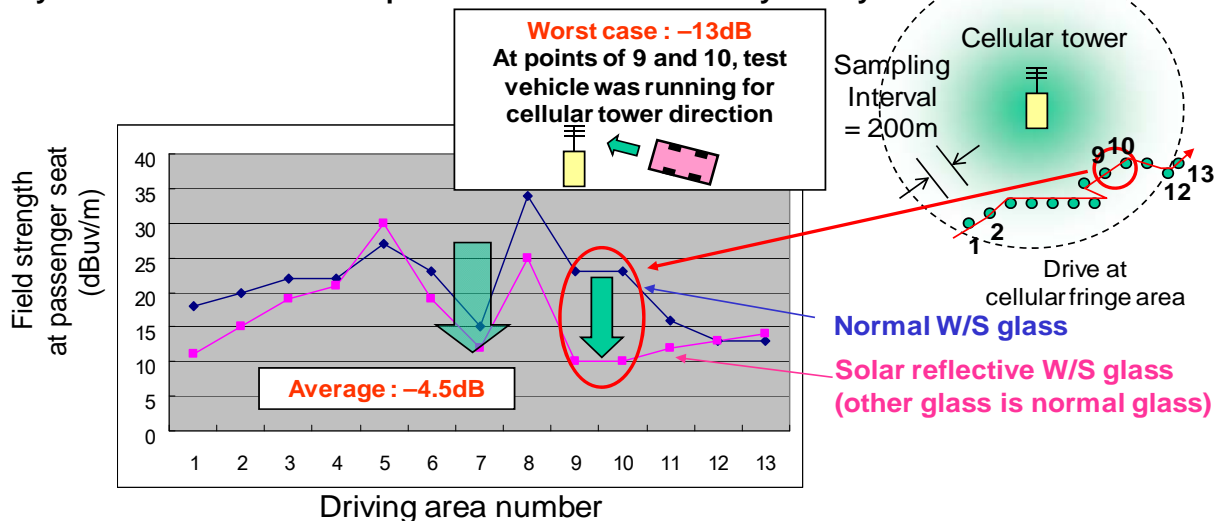 Worst case : –13dB
At points of 9 and 10, test
vehicle was running for
cellular tower direction
Cellular tower
Sampling
Interval
= 200m
9
10
13
12
2
1
Drive at
cellular fringe area
Field strength
at passenger seat
(dBuv/m)
40
35
30
25
20
15
10
5
0
Average : –4.5dB
Normal W/S glass
Solar reflective W/S glass
(other glass is normal glass)
1 2 3 4 5 6 7 8 9 10 11 12 13
Driving area number